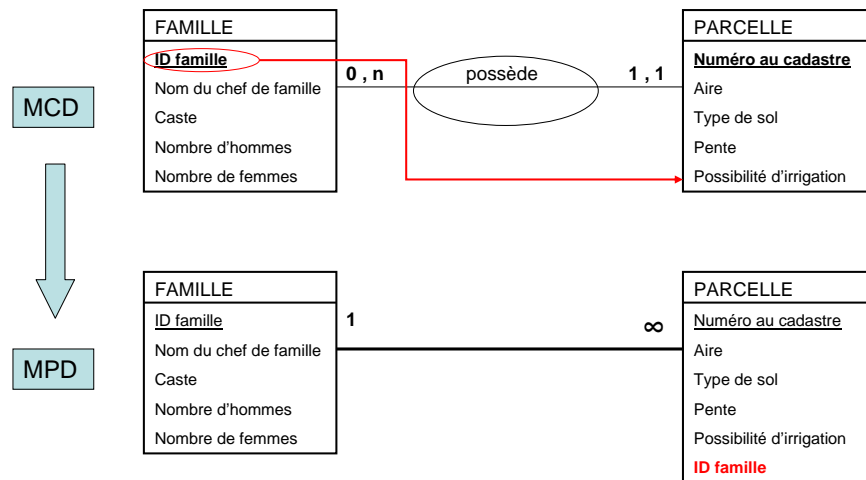 MCD
FAMILLE
ID famille
Nom du chef de famille
Caste
Nombre d'hommes
Nombre de femmes
0 , n
possède
1 , 1
PARCELLE
Numéro au cadastre
Aire
Type de sol
Pente
Possibilité d'irrigation
MPD
FAMILLE
ID famille
Nom du chef de famille
Caste
Nombre d'hommes
Nombre de femmes
1
∞
PARCELLE
Numéro au cadastre
Aire
Type de sol
Pente
Possibilité d'irrigation
ID famille